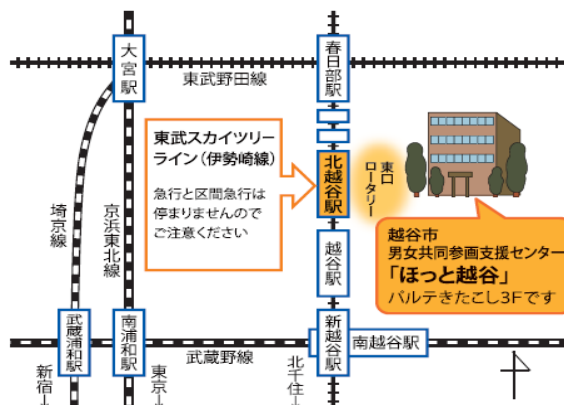 大宮駅
東武野田線
春日部駅
東武スカイツリー
ライン(伊勢崎線)
急行と区間急行は
停まりませんので
ご注意ください
北越谷駅
東口
ロータリー
埼京線
京浜東北線
越谷駅
越谷市
男女共同参画支援センター
「ほっと越谷」
パルテきたこし3Fです
武蔵浦和駅
南浦和駅
武蔵野線
新越谷駅
南越谷駅
新宿→
東京→
北千住→